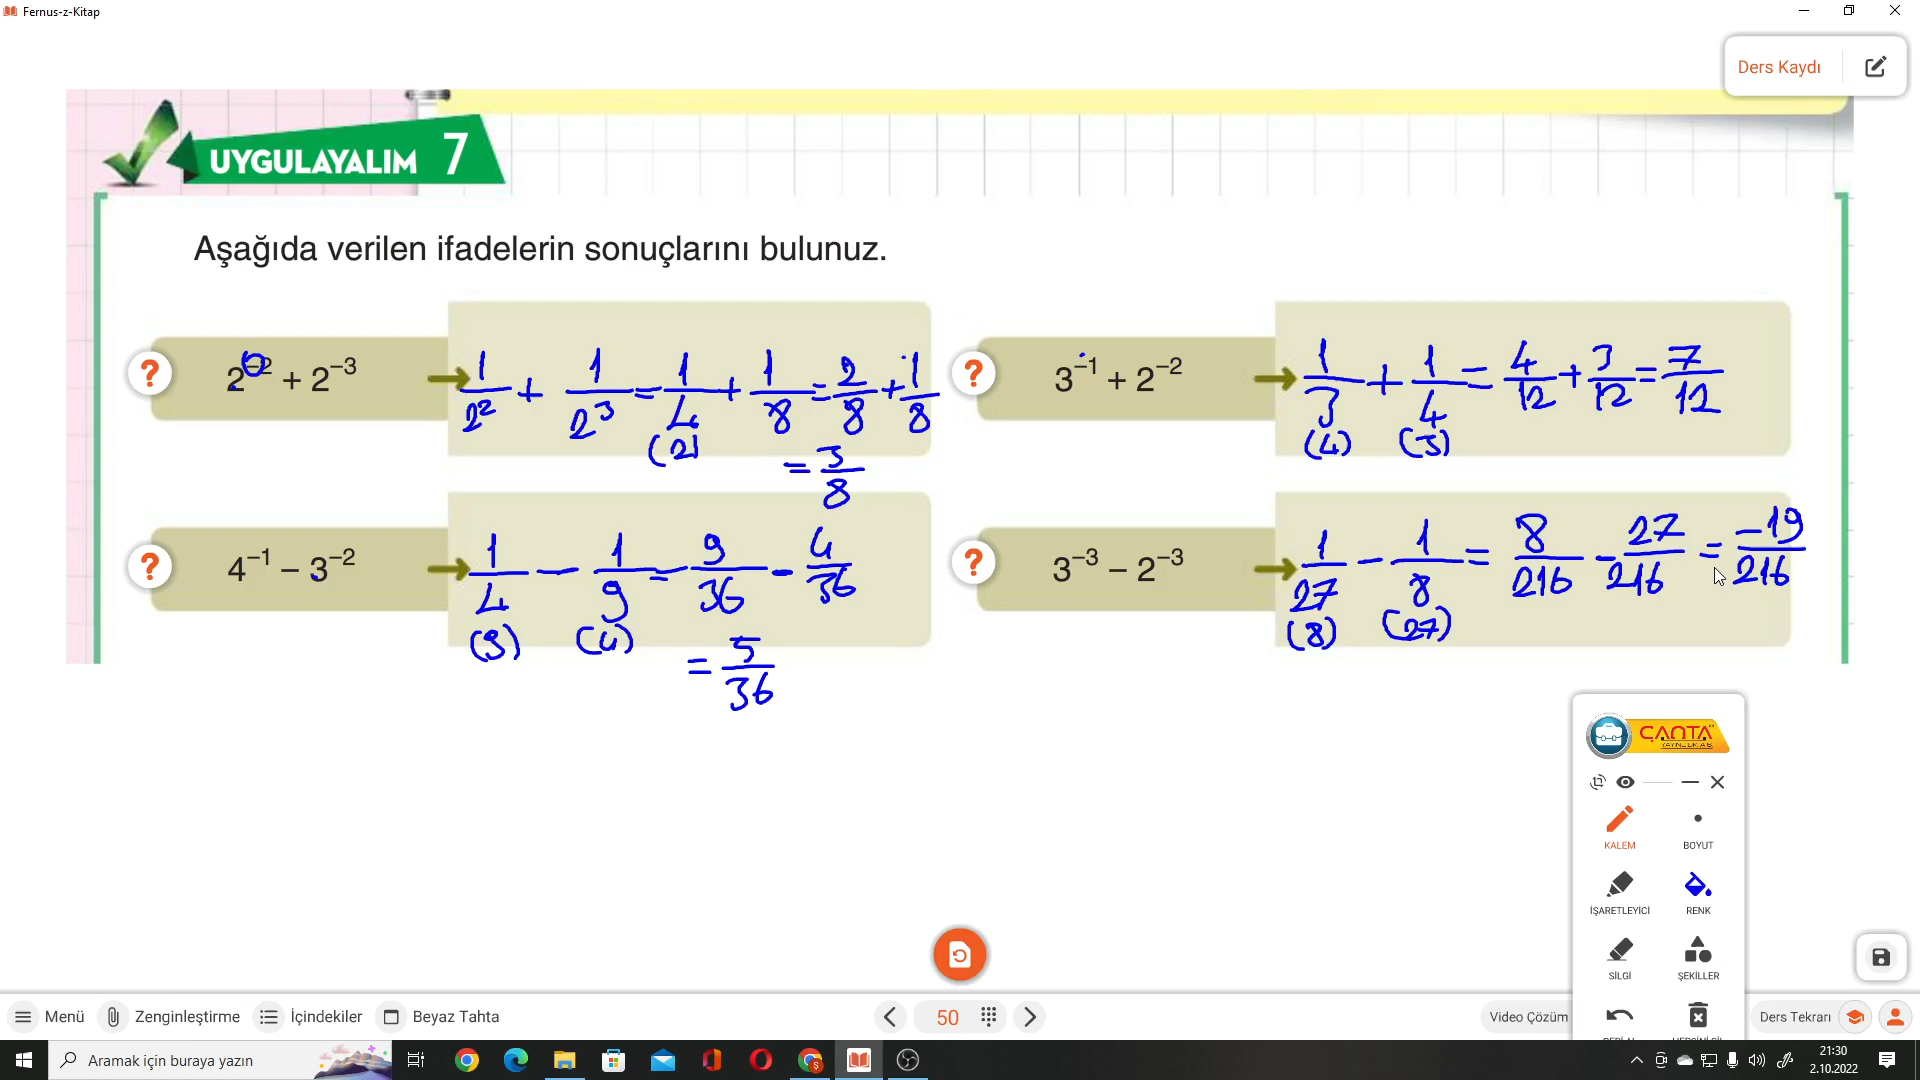 Fernus-z-Kitap
Ders Kaydı
UYGULAYALIM 7
Aşağıda verilen ifadelerin sonuçlarını bulunuz.
? 2⁻² + 2⁻³ → 1/2² + 1/2³ = 1/4 + 1/8 = 2/8 + 1/8
(2)
= 3/8
? 3⁻¹ + 2⁻² → 1/3 + 1/4 = 4/12 + 3/12 = 7/12
(4) (3)
? 4⁻¹ – 3⁻² → 1/4 – 1/9 = 9/36 - 4/36
(9) (4)
= 5/36
? 3⁻³ – 2⁻³ → 1/27 – 1/8 = 8/216 - 27/216 = -19/216
(8) (27)
ÇANTA
YAYINCILIK A.Ş.
KALEM
BOYUT
İŞARETLEYİCİ
RENK
SİLGİ
ŞEKİLLER
Menü
Zenginleştirme
İçindekiler
Beyaz Tahta
50
Video Çözüm
Ders Tekrarı
Aramak için buraya yazın
21:30
2.10.2022